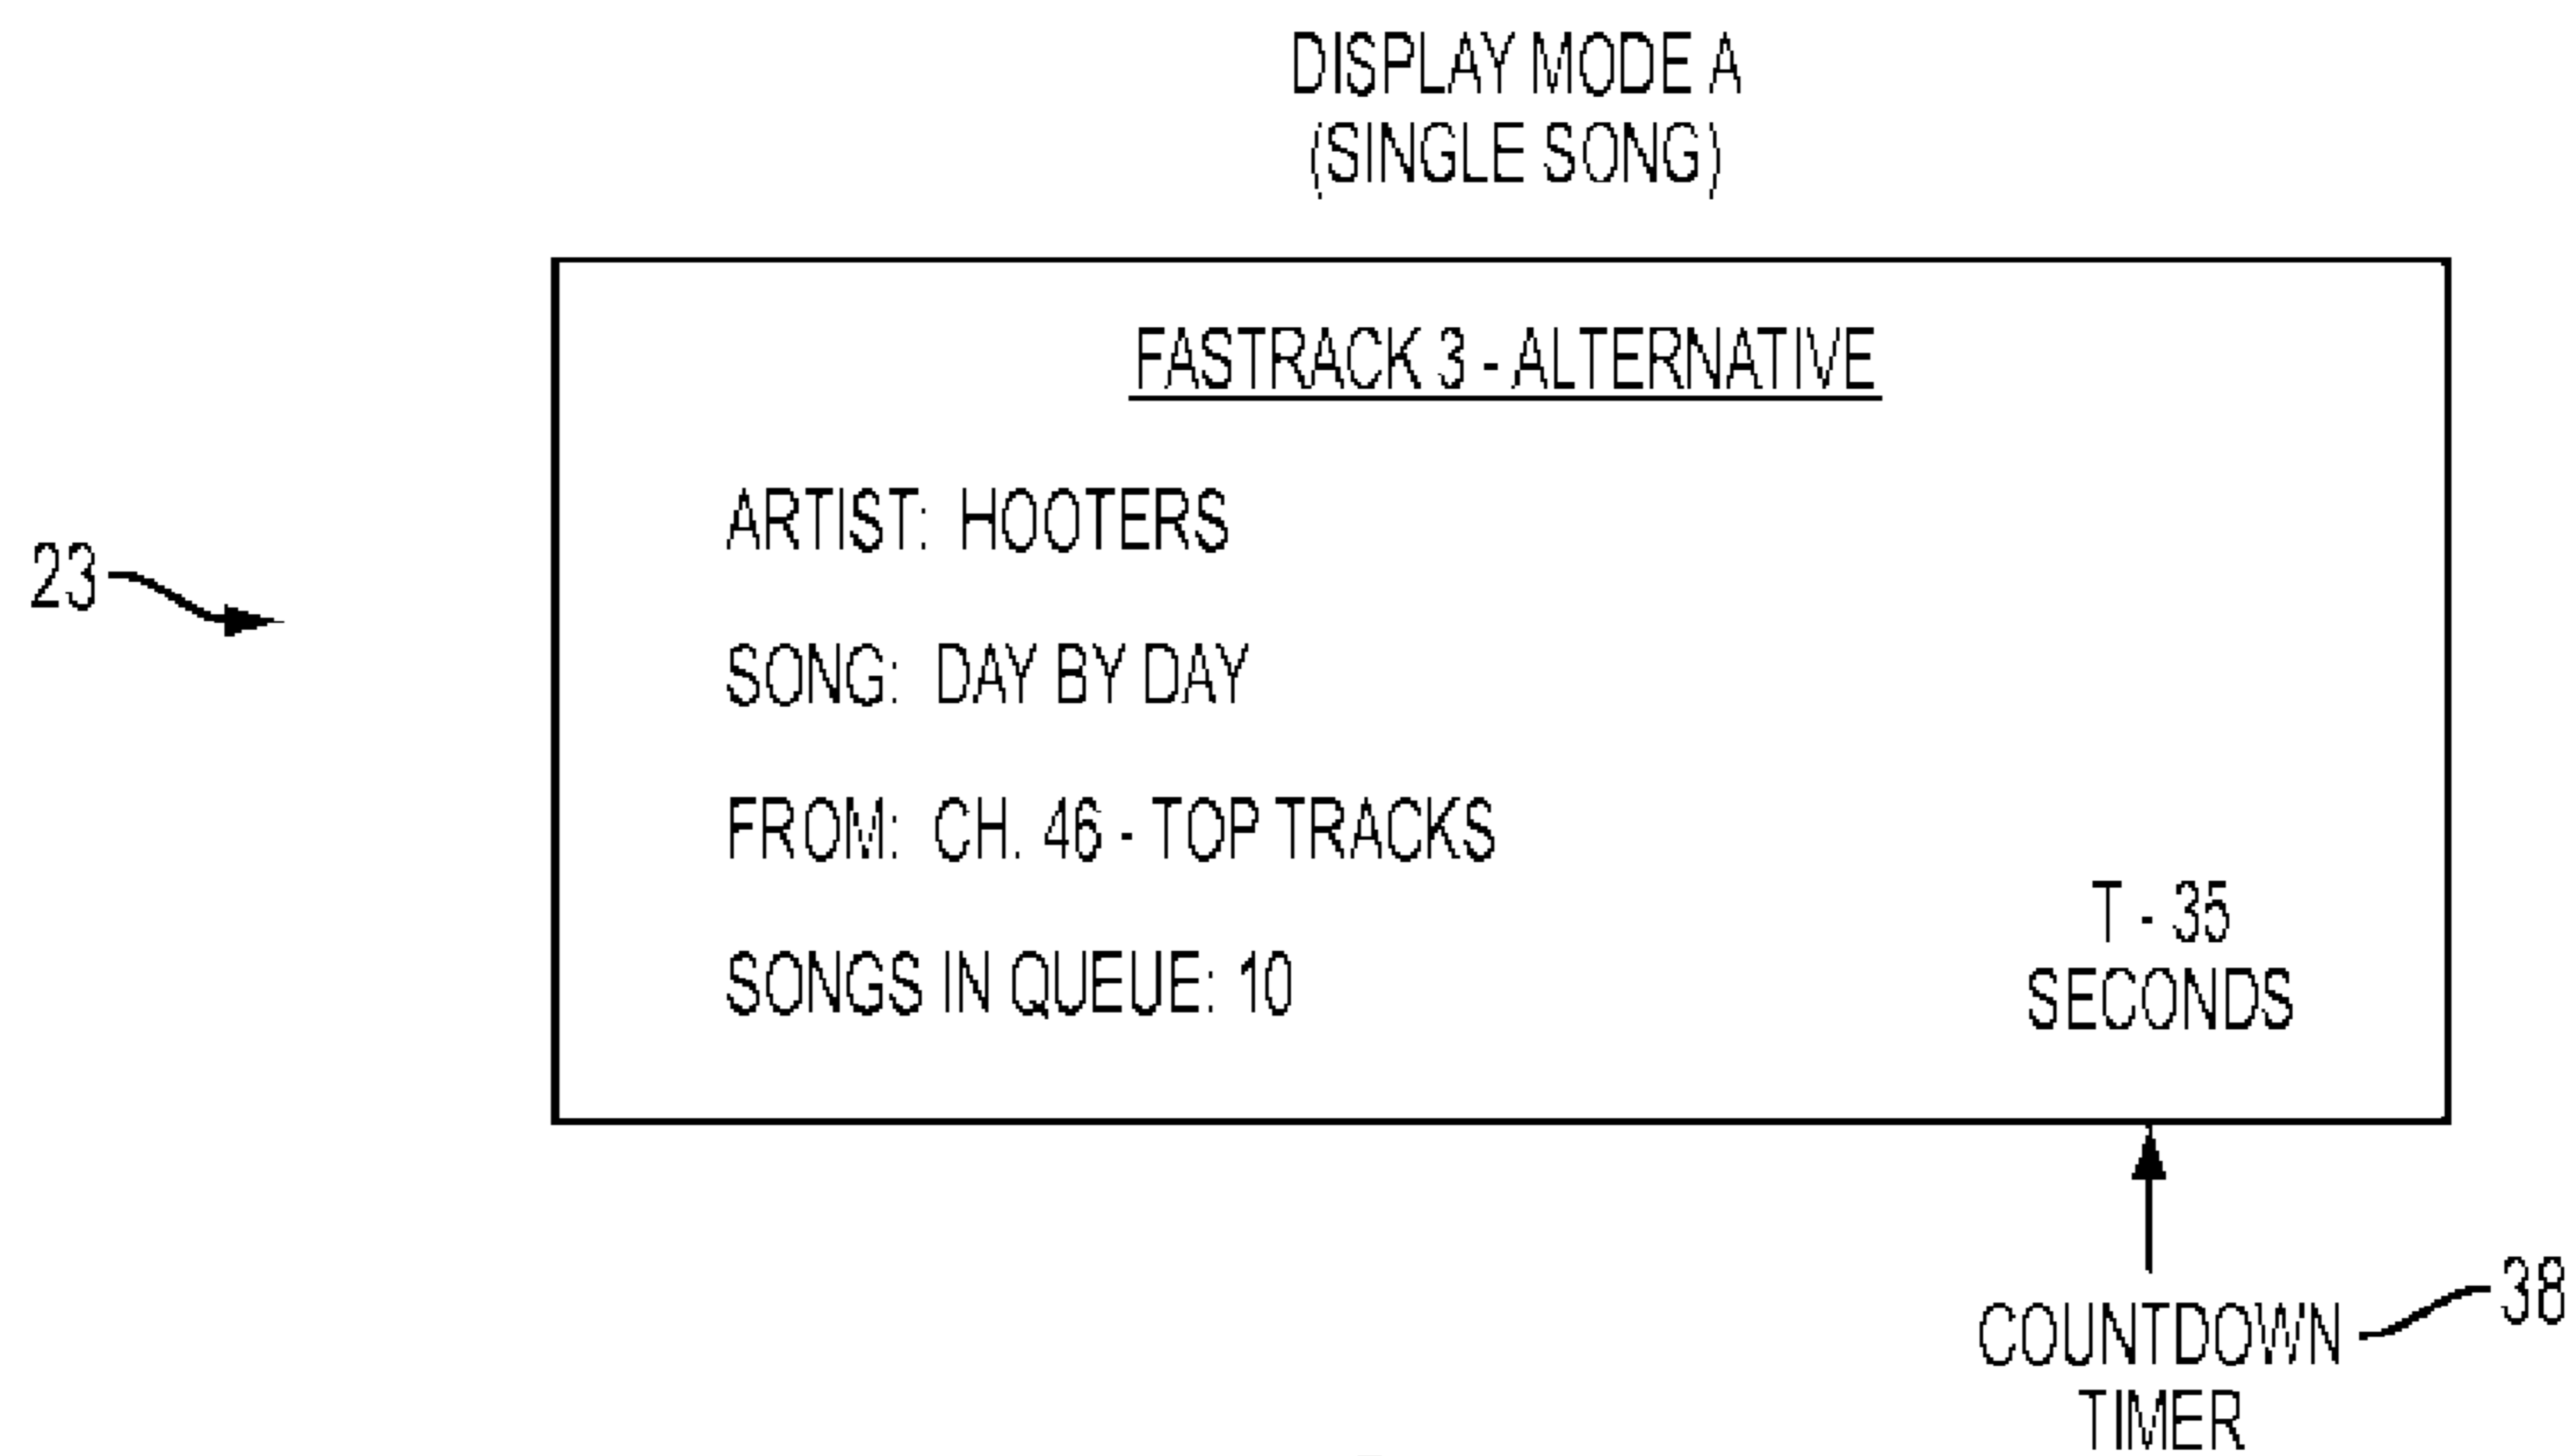 DISPLAY MODE A
(SINGLE SONG)
FASTRACK 3 - ALTERNATIVE
ARTIST: HOOTERS
23
SONG: DAY BY DAY
FROM: CH. 46 - TOP TRACKS
T - 35
SECONDS
SONGS IN QUEUE: 10
38
COUNTDOWN
TIMER